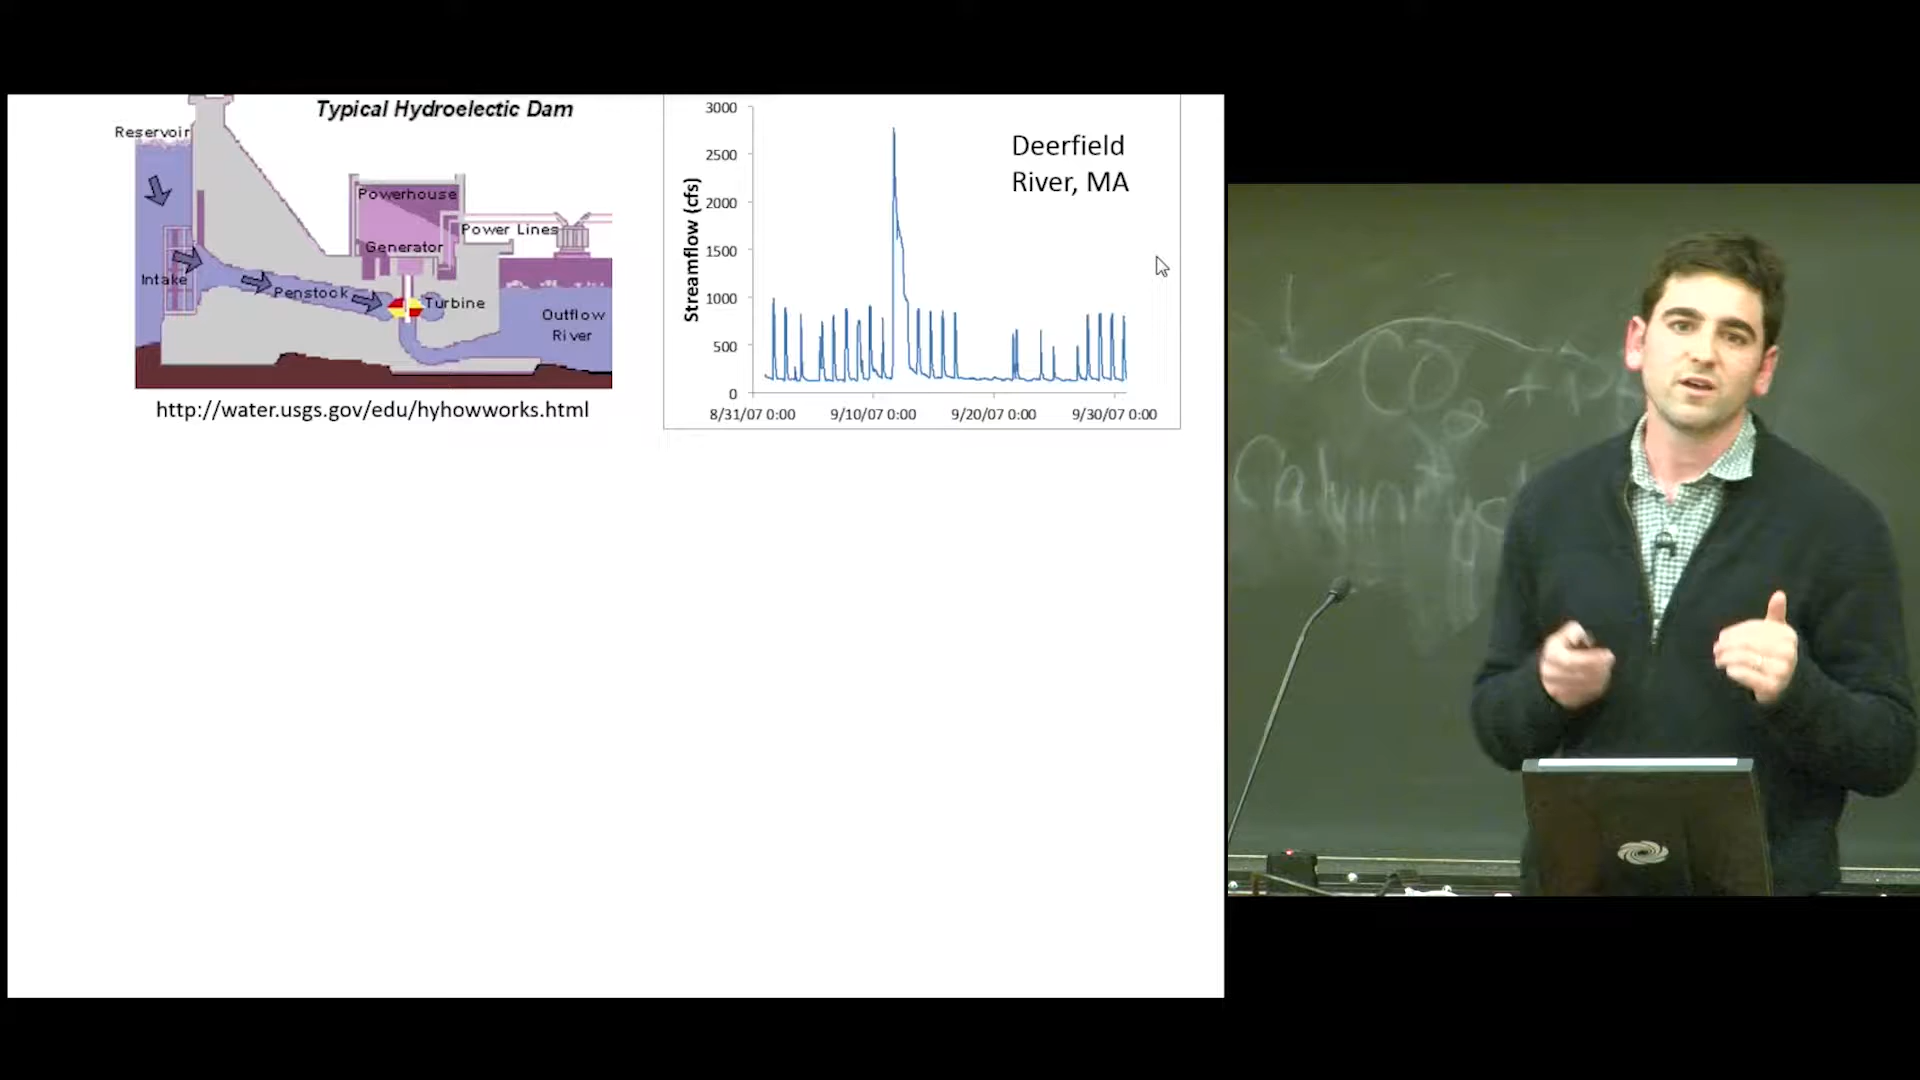 Typical Hydroelectic Dam
Reservoir
Powerhouse
Power Lines
Generator
Intake
Penstock
Turbine
Outflow
River
http://water.usgs.gov/edu/hyhowworks.html
Streamflow (cfs)
3000
2500
2000
1500
1000
500
0
8/31/07 0:00 9/10/07 0:00 9/20/07 0:00 9/30/07 0:00
Deerfield
River, MA
CO2